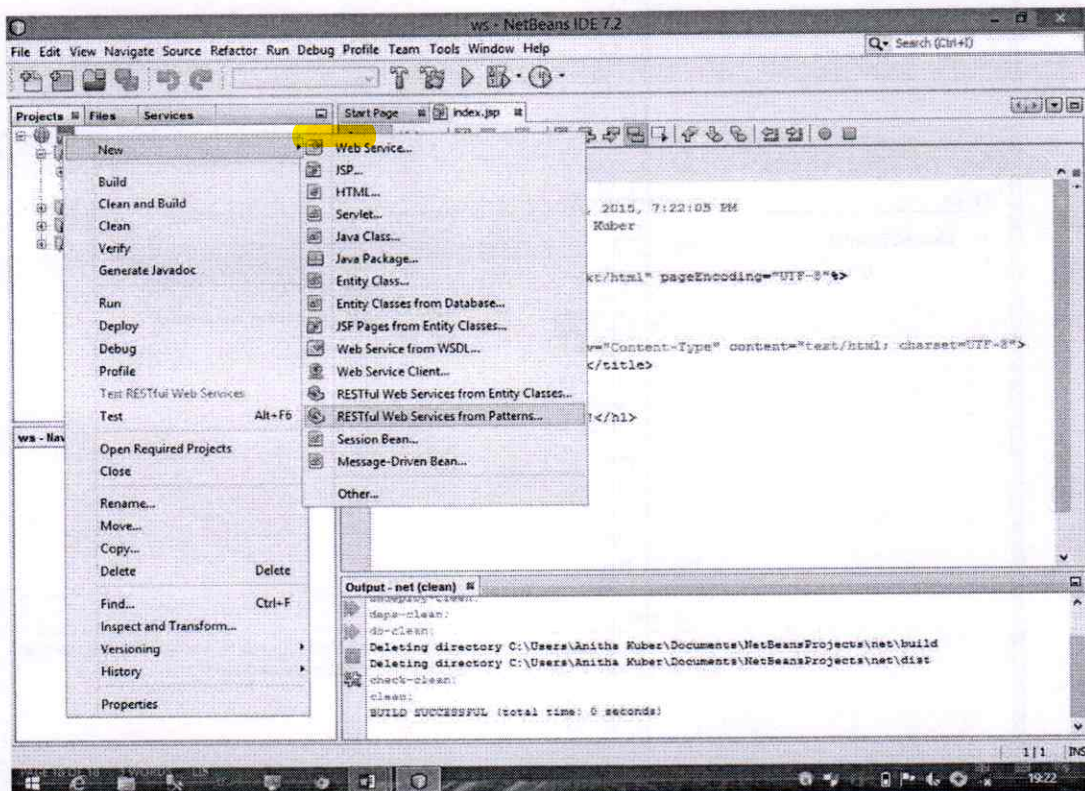 ws - NetBeans IDE 7.2
File Edit View Navigate Source Refactor Run Debug Profile Team Tools Window Help
Search (Ctrl+I)
Projects Files Services
Start Page index.jsp
New
Build
Clean and Build
Clean
Verify
Generate Javadoc
Run
Deploy
Debug
Profile
Test RESTful Web Services
Test Alt+F6
Open Required Projects
Close
Rename...
Move...
Copy...
Delete Delete
Find... Ctrl+F
Inspect and Transform...
Versioning
History
Properties
Web Service...
JSP...
HTML...
Servlet...
Java Class...
Java Package...
Entity Class...
Entity Classes from Database...
JSF Pages from Entity Classes...
Web Service from WSDL...
Web Service Client...
RESTful Web Services from Entity Classes...
RESTful Web Services from Patterns...
Session Bean...
Message-Driven Bean...
Other...
, 2015, 7:22:05 PM
Kuber
xt/html" pageEncoding="UTF-8"%>
v="Content-Type" content="text/html; charset=UTF-8">
</title>
!</h1>
ws - Nav
Output - net (clean)
undeploy-clean:
deps-clean:
do-clean:
Deleting directory C:\Users\Anitha Kuber\Documents\NetBeansProjects\net\build
Deleting directory C:\Users\Anitha Kuber\Documents\NetBeansProjects\net\dist
check-clean:
clean:
BUILD SUCCESSFUL (total time: 0 seconds)
1|1 INS
19:22